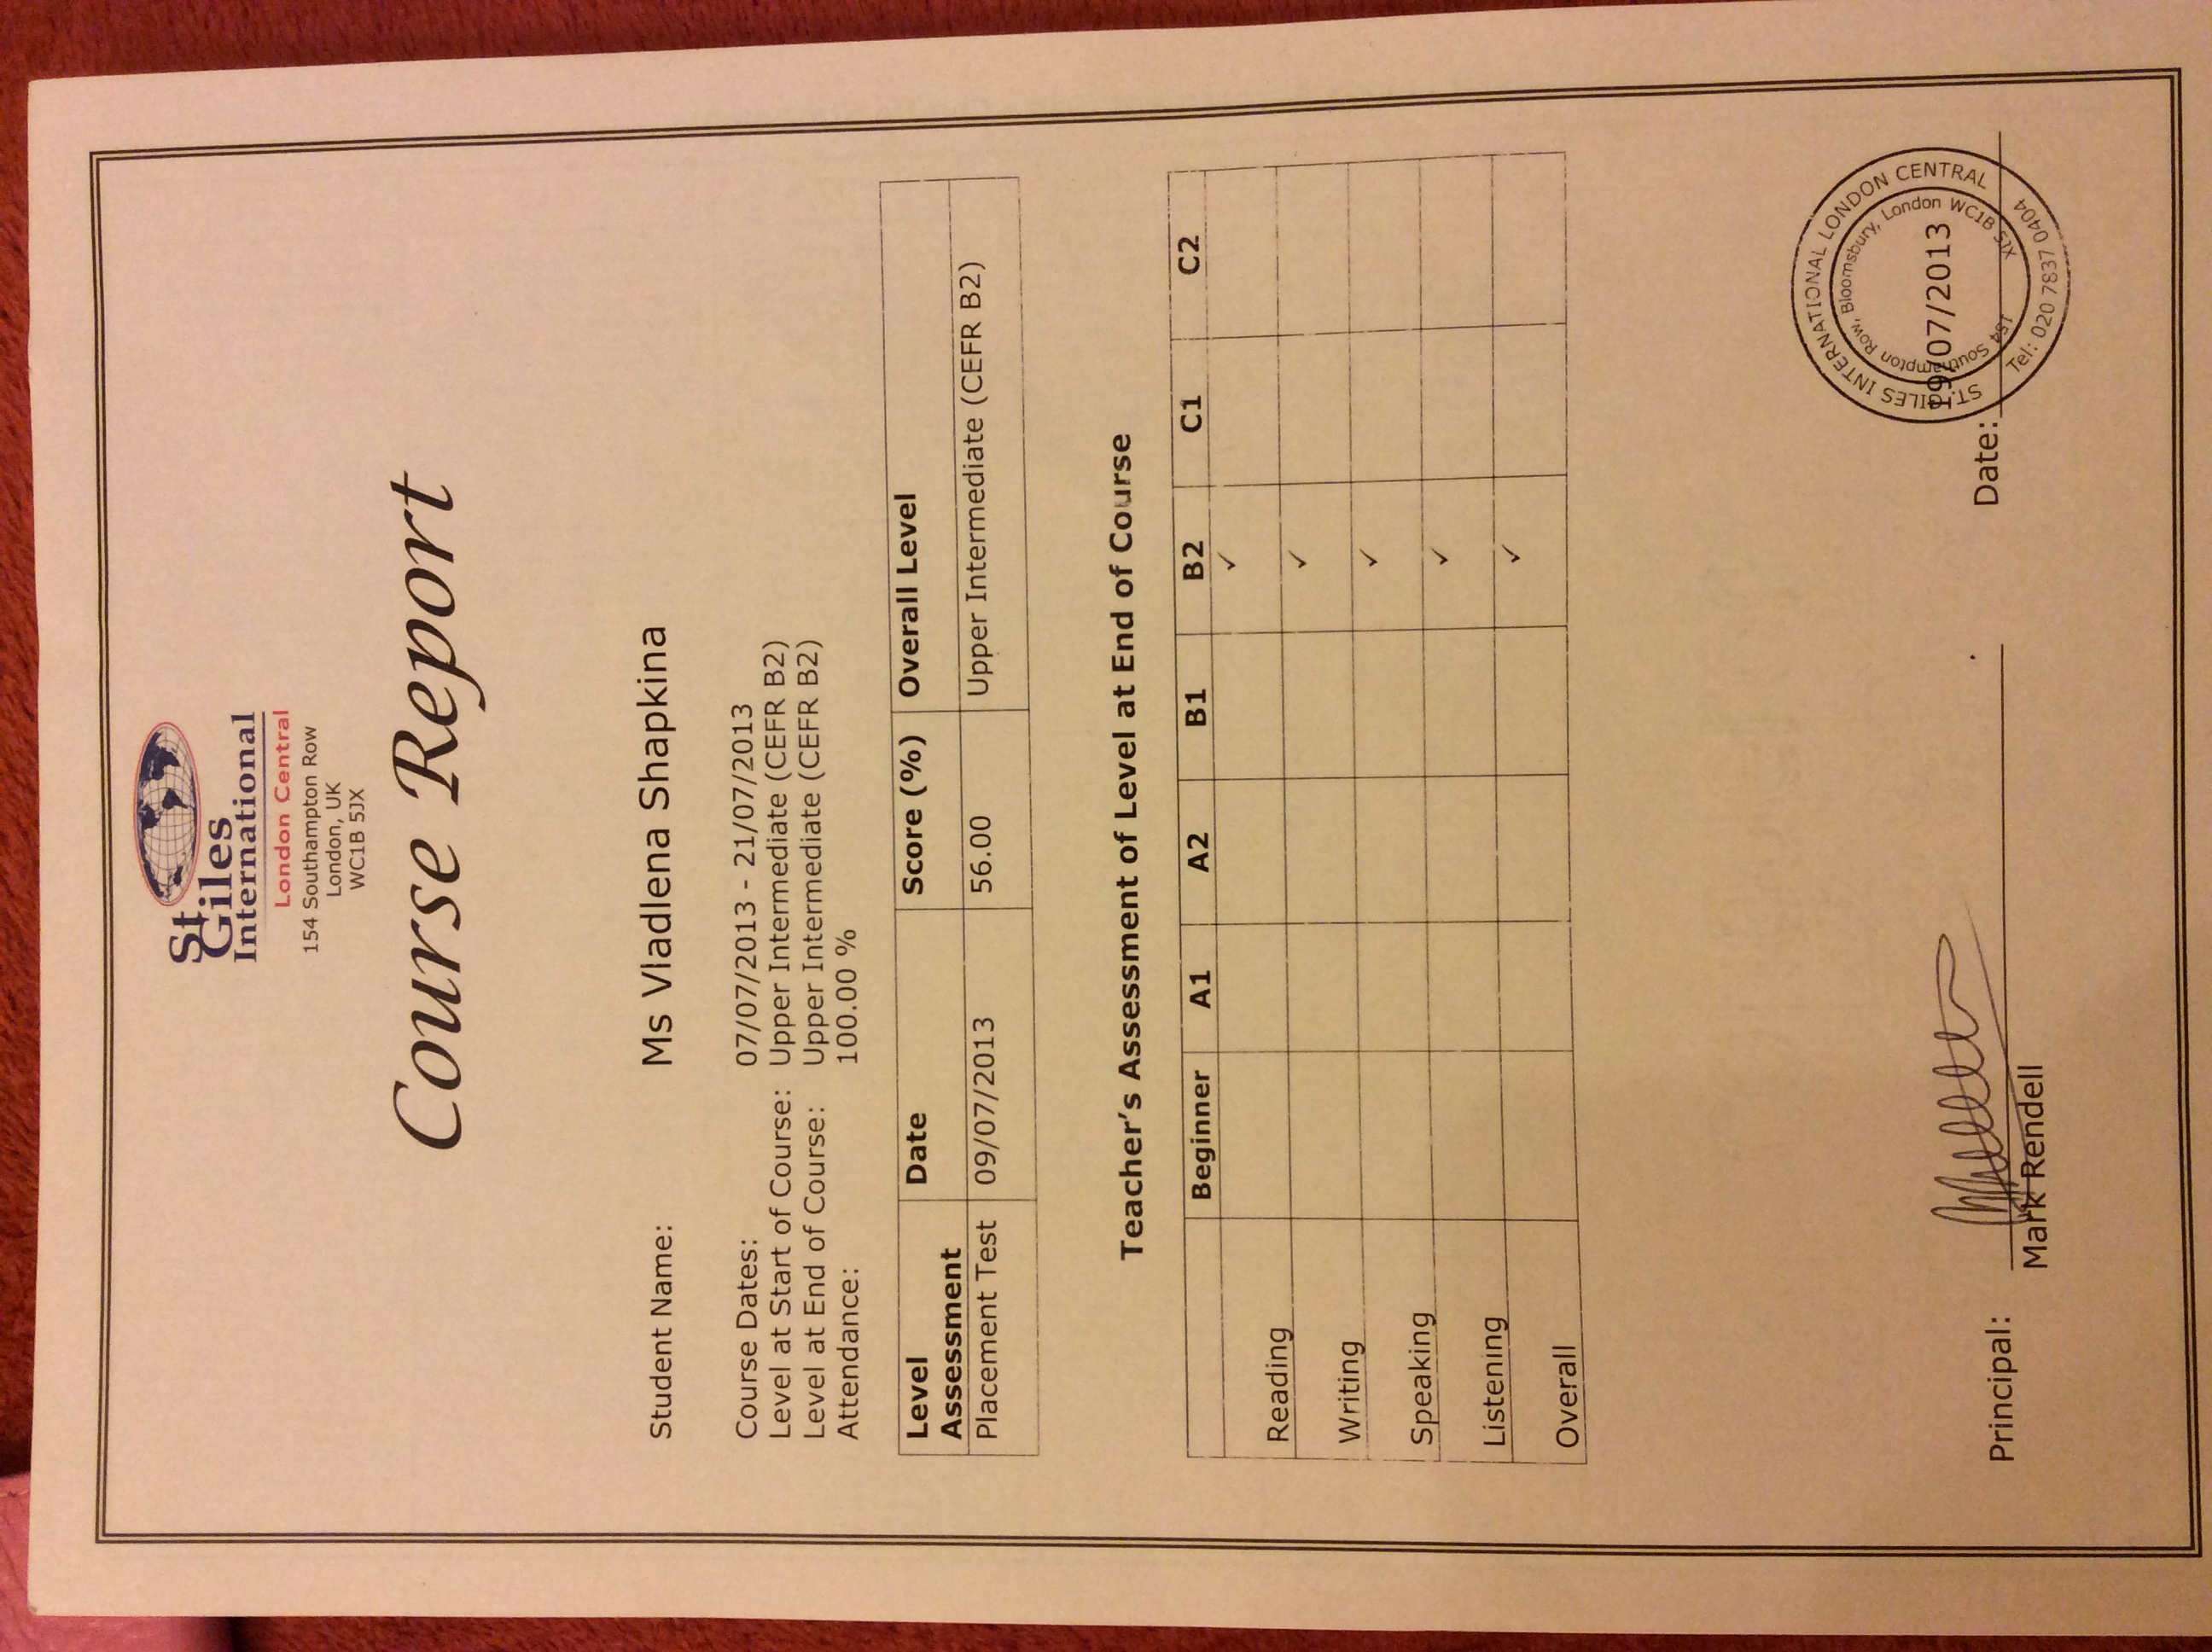 St
Giles
International
London Central
154 Southampton Row
London, UK
WC1B 5JX
Course Report
Student Name: Ms Vladlena Shapkina
Course Dates: 07/07/2013 - 21/07/2013
Level at Start of Course: Upper Intermediate (CEFR B2)
Level at End of Course: Upper Intermediate (CEFR B2)
Attendance: 100.00 %
Level Assessment Date Score (%) Overall Level
Placement Test 09/07/2013 56.00 Upper Intermediate (CEFR B2)
Teacher's Assessment of Level at End of Course
Beginner A1 A2 B1 B2 C1 C2
Reading ✓
Writing ✓
Speaking ✓
Listening ✓
Overall ✓
Principal:
Mark Rendell
Date: 19/07/2013
ST. GILES INTERNATIONAL LONDON CENTRAL
154 Southampton Row, Bloomsbury, London WC1B 5JX
Tel: 020 7837 0404